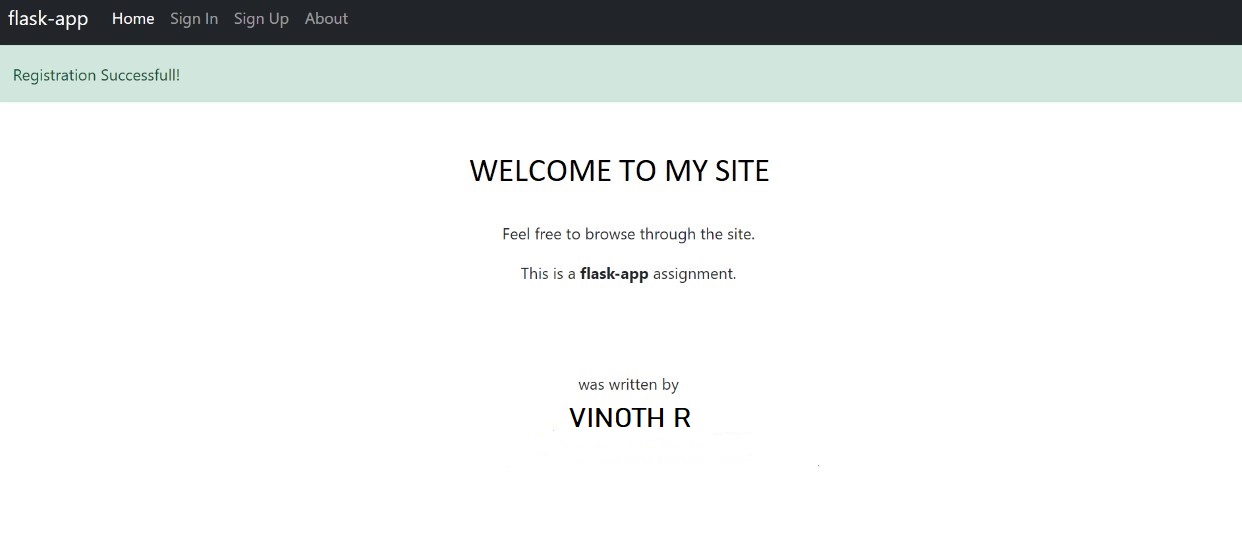 flask-app Home Sign In Sign Up About
Registration Successfull!
WELCOME TO MY SITE
Feel free to browse through the site.
This is a flask-app assignment.
was written by
VINOTH R